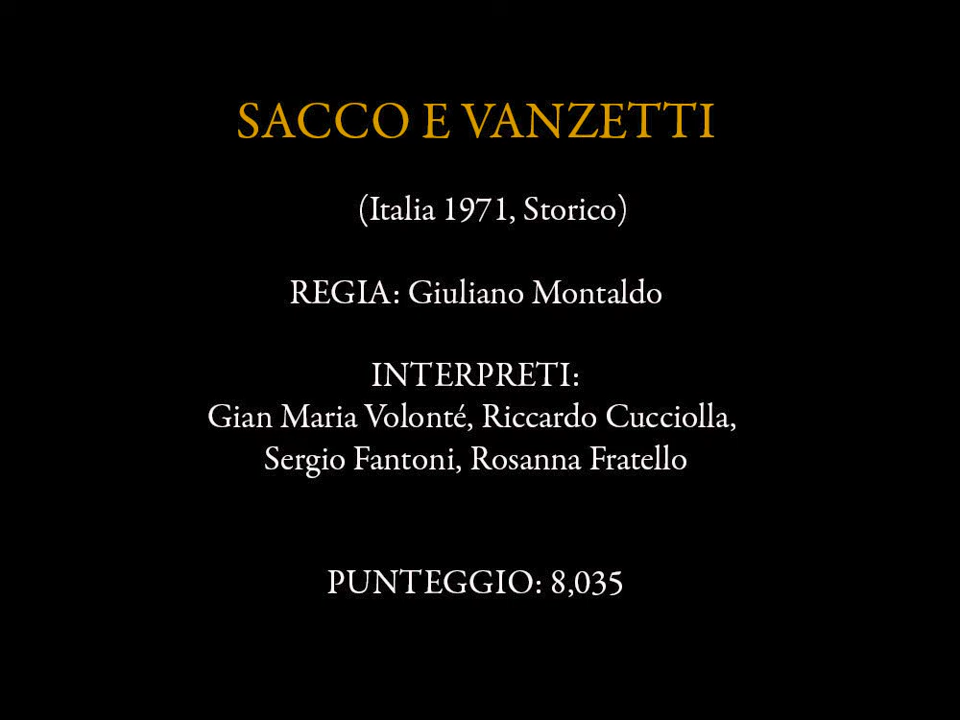 SACCO E VANZETTI
(Italia 1971, Storico)
REGIA: Giuliano Montaldo
INTERPRETI:
Gian Maria Volonté, Riccardo Cucciolla,
Sergio Fantoni, Rosanna Fratello
PUNTEGGIO: 8,035